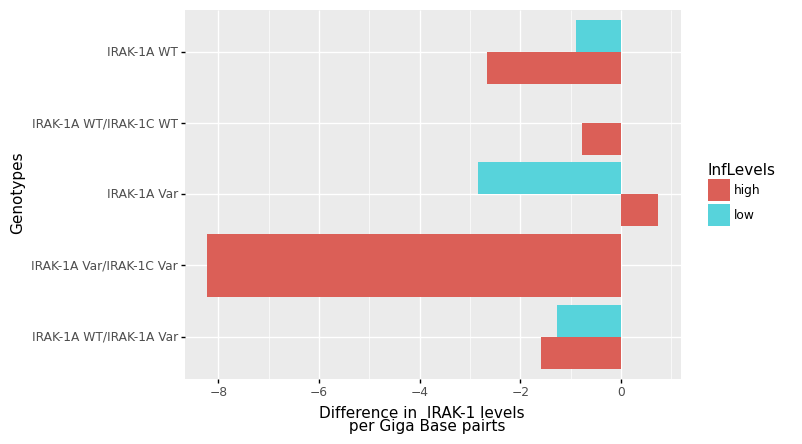 IRAK-1A WT
IRAK-1A WT/IRAK-1C WT
IRAK-1A Var
IRAK-1A Var/IRAK-1C Var
IRAK-1A WT/IRAK-1A Var
Genotypes
−8 −6 −4 −2 0
Difference in  IRAK-1 levels
per Giga Base pairts
InfLevels
high
low